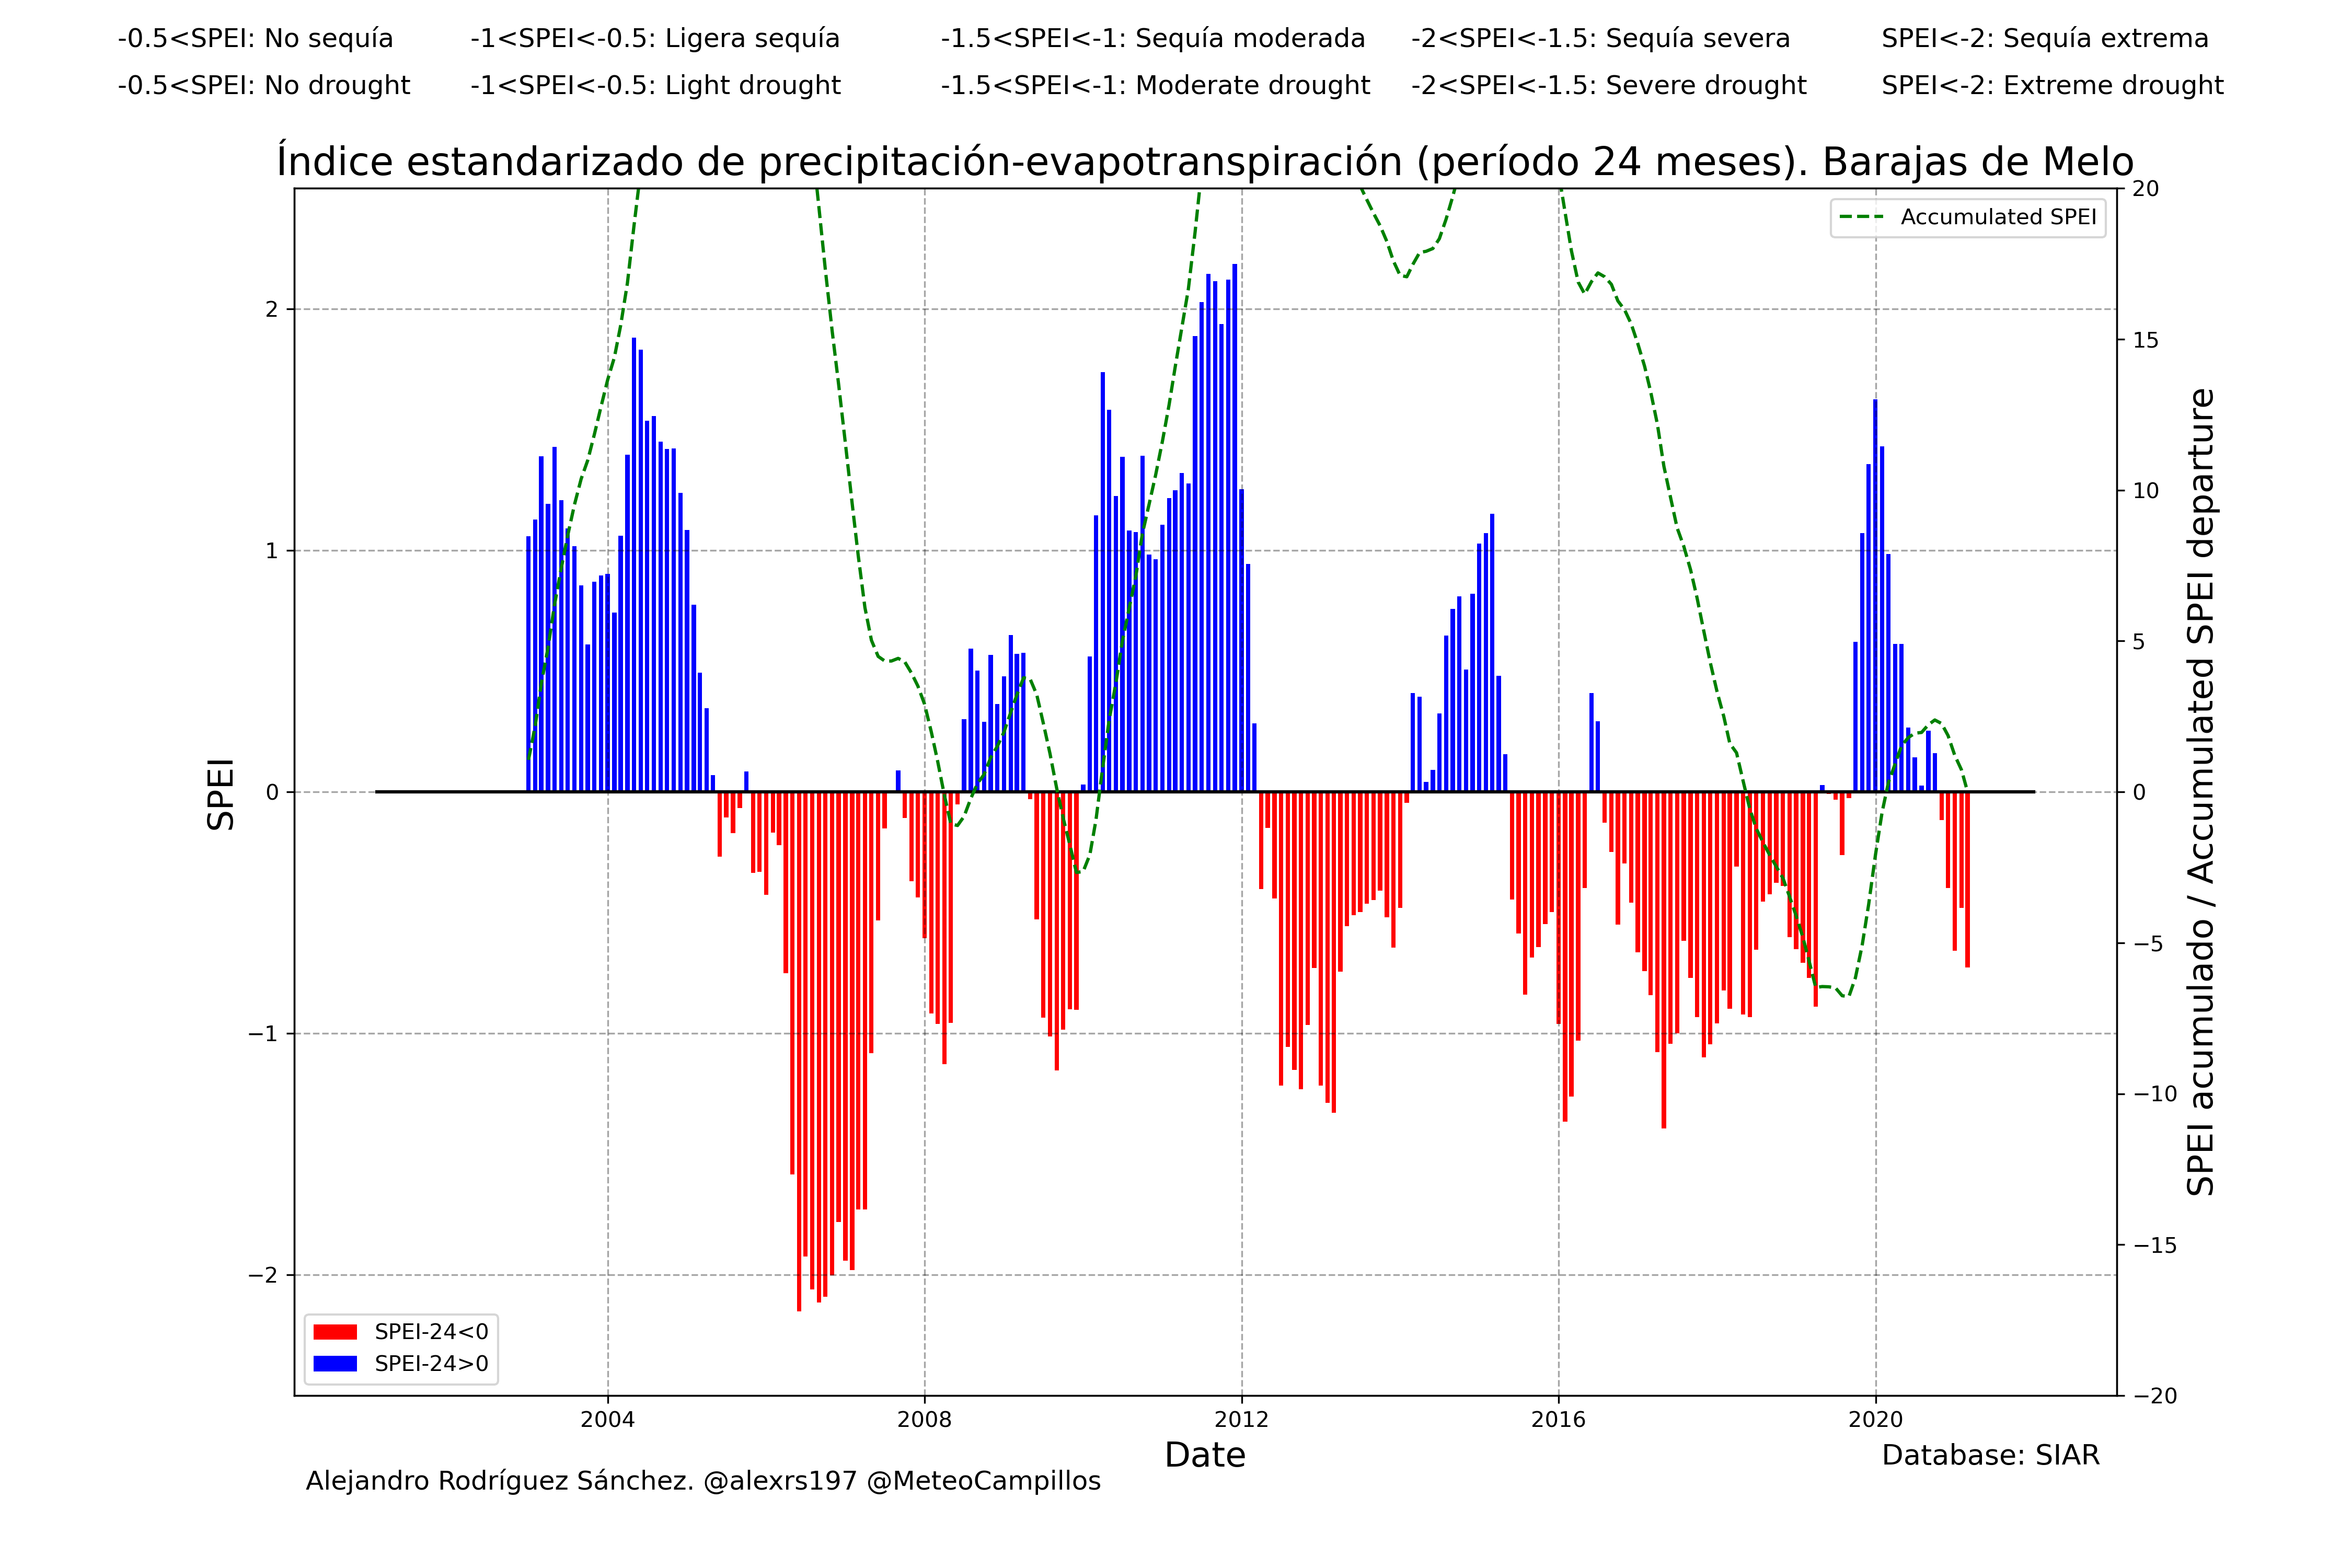 -0.5<SPEI: No sequía -1<SPEI<-0.5: Ligera sequía -1.5<SPEI<-1: Sequía moderada -2<SPEI<-1.5: Sequía severa SPEI<-2: Sequía extrema
-0.5<SPEI: No drought -1<SPEI<-0.5: Light drought -1.5<SPEI<-1: Moderate drought -2<SPEI<-1.5: Severe drought SPEI<-2: Extreme drought
Índice estandarizado de precipitación-evapotranspiración (período 24 meses). Barajas de Melo
Accumulated SPEI
SPEI
2
1
0
−1
−2
20
15
10
5
0
−5
−10
−15
−20
SPEI acumulado / Accumulated SPEI departure
SPEI-24<0
SPEI-24>0
2004 2008 2012 2016 2020
Date
Database: SIAR
Alejandro Rodríguez Sánchez. @alexrs197 @MeteoCampillos